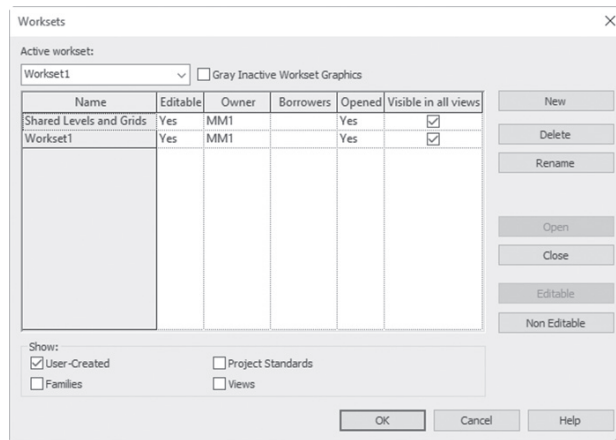 Worksets
Active workset:
Workset1
Gray Inactive Workset Graphics
Name Editable Owner Borrowers Opened Visible in all views
Shared Levels and Grids Yes MM1 Yes
Workset1 Yes MM1 Yes
New
Delete
Rename
Open
Close
Editable
Non Editable
Show:
User-Created Project Standards
Families Views
OK Cancel Help